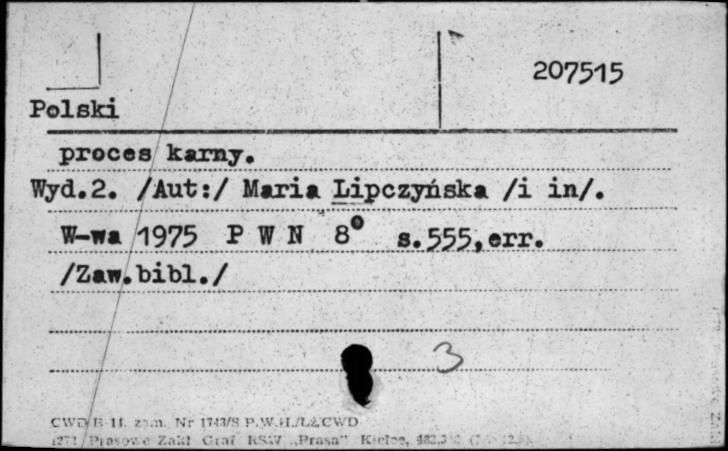 207515
Polski
proces karny.
Wyd.2. /Aut:/ Maria Lipczyńska /i in/.
W-wa 1975 P W N 8° s.555,err.
/Zaw.bibl./
3
CWD B-14. zam. Nr 1743/S P.W.H./ŁŻ/CWD
Prasowe Zakł Graf RSW „Prasa” Kielce,